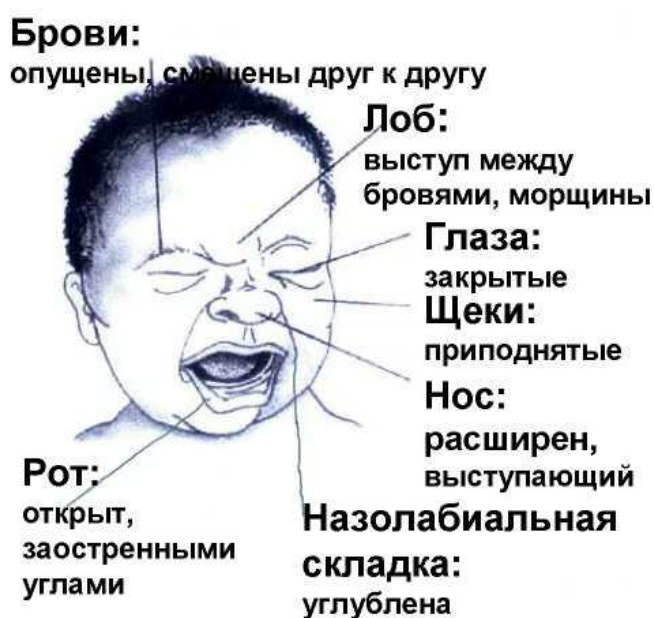 Брови:
опущены, смещены друг к другу
Лоб:
выступ между
бровями, морщины
Глаза:
закрытые
Щеки:
приподнятые
Нос:
расширен,
выступающий
Рот:
открыт,
заостренными
углами
Назолабиальная
складка:
углублена